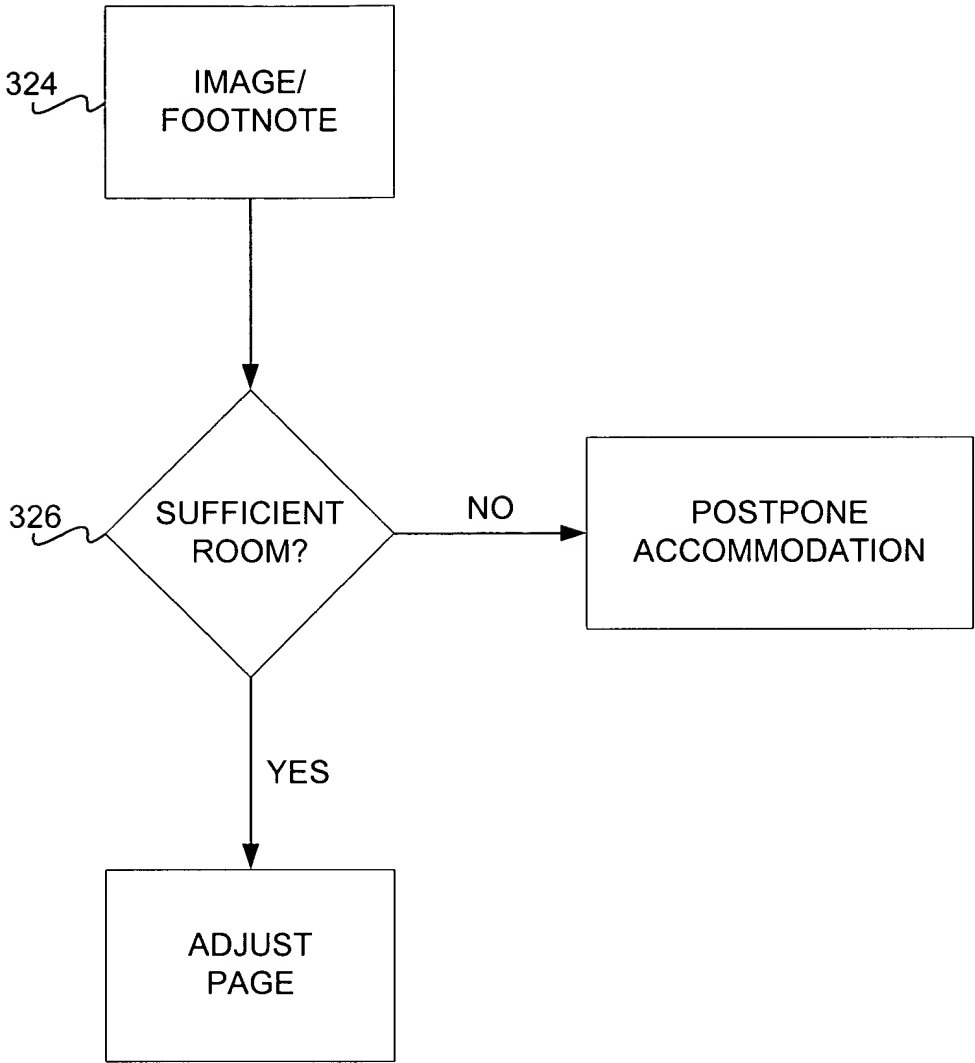 324
IMAGE/
FOOTNOTE
326
SUFFICIENT
ROOM?
NO
POSTPONE
ACCOMMODATION
YES
ADJUST
PAGE